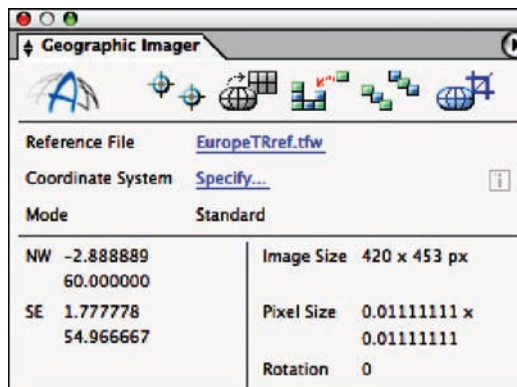 Geographic Imager
Reference File EuropeTRref.tfw
Coordinate System Specify...
Mode Standard
NW -2.888889
60.000000
SE 1.777778
54.966667
Image Size 420 x 453 px
Pixel Size 0.01111111 x
0.01111111
Rotation 0